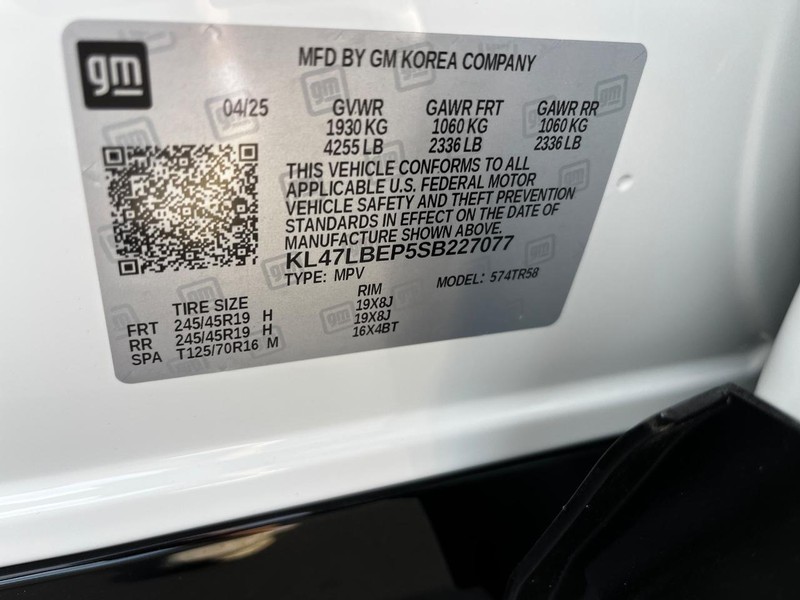 gm
MFD BY GM KOREA COMPANY
04/25 GVWR GAWR FRT GAWR RR
1930 KG 1060 KG 1060 KG
4255 LB 2336 LB 2336 LB
THIS VEHICLE CONFORMS TO ALL
APPLICABLE U.S. FEDERAL MOTOR
VEHICLE SAFETY AND THEFT PREVENTION
STANDARDS IN EFFECT ON THE DATE OF
MANUFACTURE SHOWN ABOVE.
KL47LBEP5SB227077
TYPE: MPV MODEL: 574TR58
TIRE SIZE RIM
FRT 245/45R19 H 19X8J
RR 245/45R19 H 19X8J
SPA T125/70R16 M 16X4BT